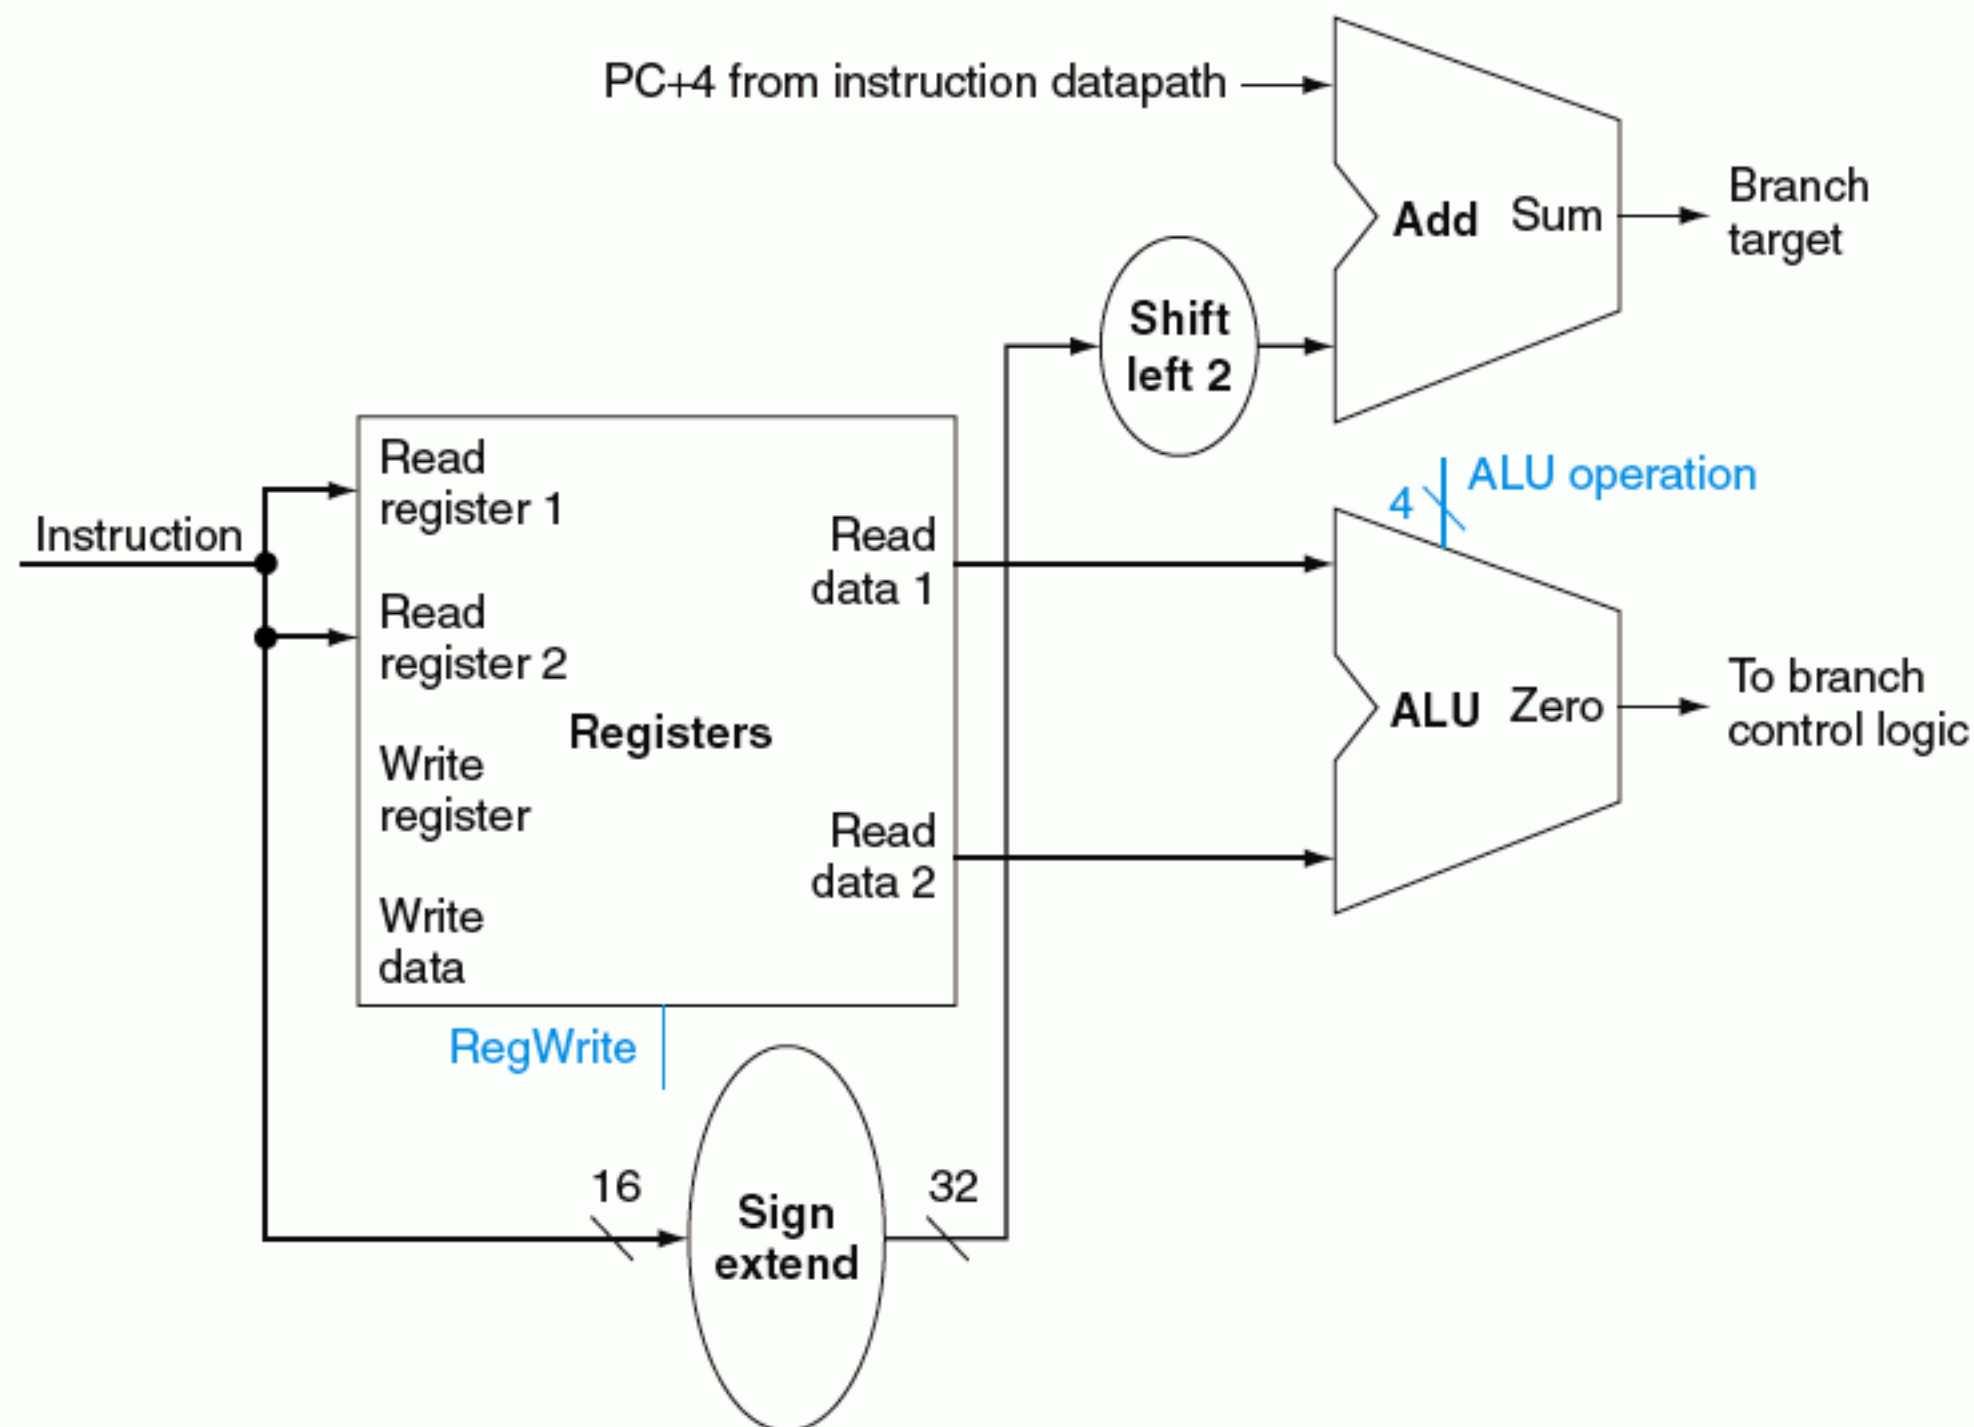 PC+4 from instruction datapath
Add Sum
Branch
target
Shift
left 2
ALU operation
4
Instruction
Read
register 1
Read
register 2
Write
register
Write
data
Registers
Read
data 1
Read
data 2
ALU Zero
To branch
control logic
RegWrite
16
Sign
extend
32